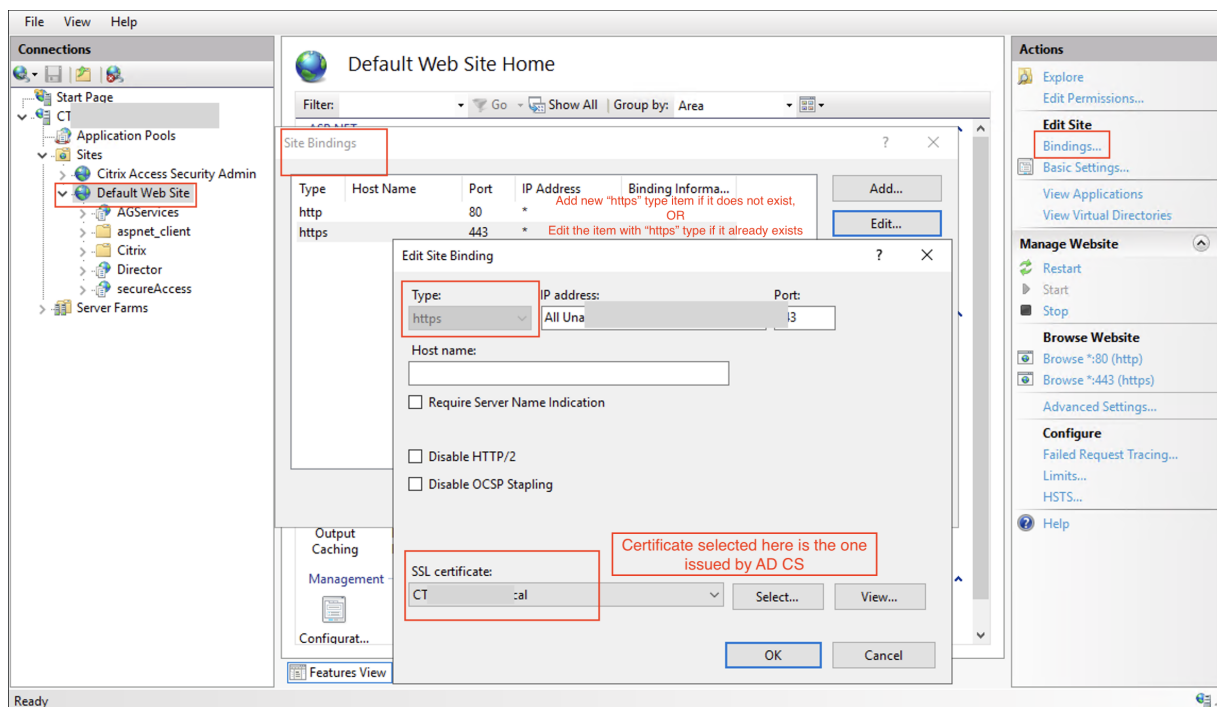 File View Help
Connections
Start Page
CT
Application Pools
Sites
Citrix Access Security Admin
Default Web Site
AGServices
aspnet_client
Citrix
Director
secureAccess
Server Farms
Default Web Site Home
Filter: Go Show All Group by: Area
ASP.NET
Site Bindings ?
Type Host Name Port IP Address Binding Informa...
http 80 *
https 443 *
Add new “https” type item if it does not exist,
OR
Edit the item with “https” type if it already exists
Add...
Edit...
Edit Site Binding ?
Type: IP address: Port:
https All Una 43
Host name:
Require Server Name Indication
Disable HTTP/2
Disable OCSP Stapling
Certificate selected here is the one
issued by AD CS
SSL certificate:
CT cal Select... View...
OK Cancel
Output
Caching
Management
Configurat...
Features View
Actions
Explore
Edit Permissions...
Edit Site
Bindings...
Basic Settings...
View Applications
View Virtual Directories
Manage Website
Restart
Start
Stop
Browse Website
Browse *:80 (http)
Browse *:443 (https)
Advanced Settings...
Configure
Failed Request Tracing...
Limits...
HSTS...
Help
Ready